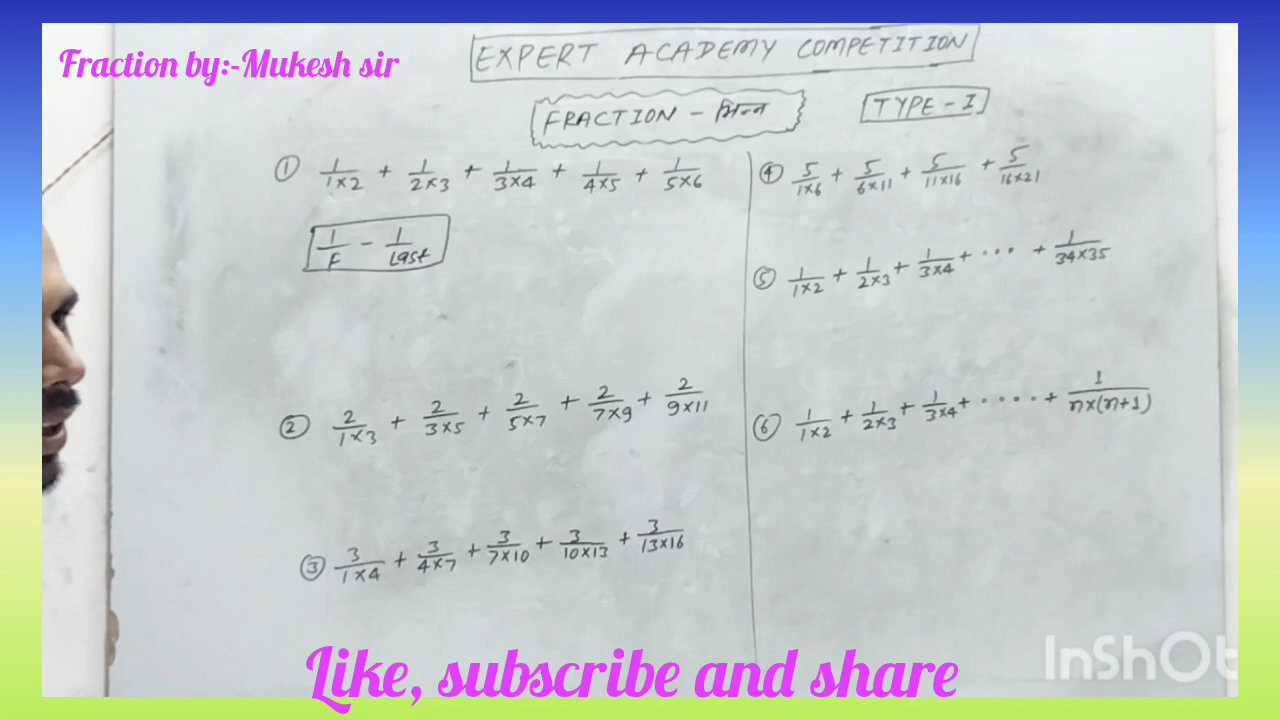 Fraction by:-Mukesh sir
EXPERT ACADEMY COMPETITION
FRACTION - भिन्न
TYPE - I
① 1/1×2 + 1/2×3 + 1/3×4 + 1/4×5 + 1/5×6
1/F - 1/Last
② 2/1×3 + 2/3×5 + 2/5×7 + 2/7×9 + 2/9×11
③ 3/1×4 + 3/4×7 + 3/7×10 + 3/10×13 + 3/13×16
④ 5/1×6 + 5/6×11 + 5/11×16 + 5/16×21
⑤ 1/1×2 + 1/2×3 + 1/3×4 + ... + 1/34×35
⑥ 1/1×2 + 1/2×3 + 1/3×4 + ..... + 1/n×(n+1)
Like, subscribe and share
InShOt